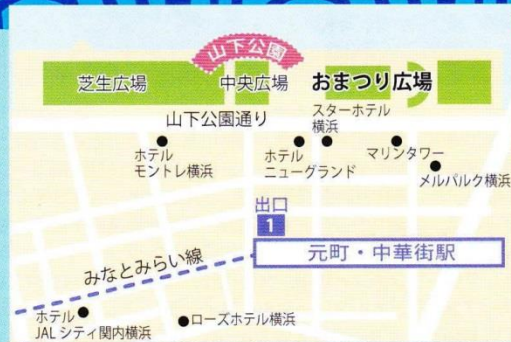 山下公園
芝生広場
中央広場
おまつり広場
山下公園通り
スターホテル
横浜
ホテル
モントレ横浜
ホテル
ニューグランド
マリンタワー
メルパルク横浜
出口
1
元町・中華街駅
みなとみらい線
ホテル
JALシティ関内横浜
ローズホテル横浜